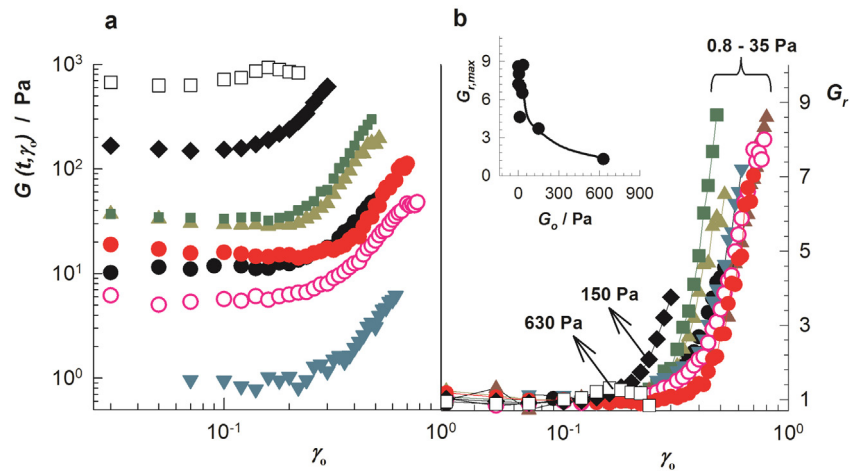 a
b
10³
10²
10¹
10⁰
G (t,γₒ) / Pa
10⁻¹
10⁰
γₒ
9
6
3
0
G_r,max
0
300
600
900
Gₒ / Pa
0.8 - 35 Pa
150 Pa
630 Pa
G_r
9
7
5
3
1
10⁻¹
10⁰
γₒ